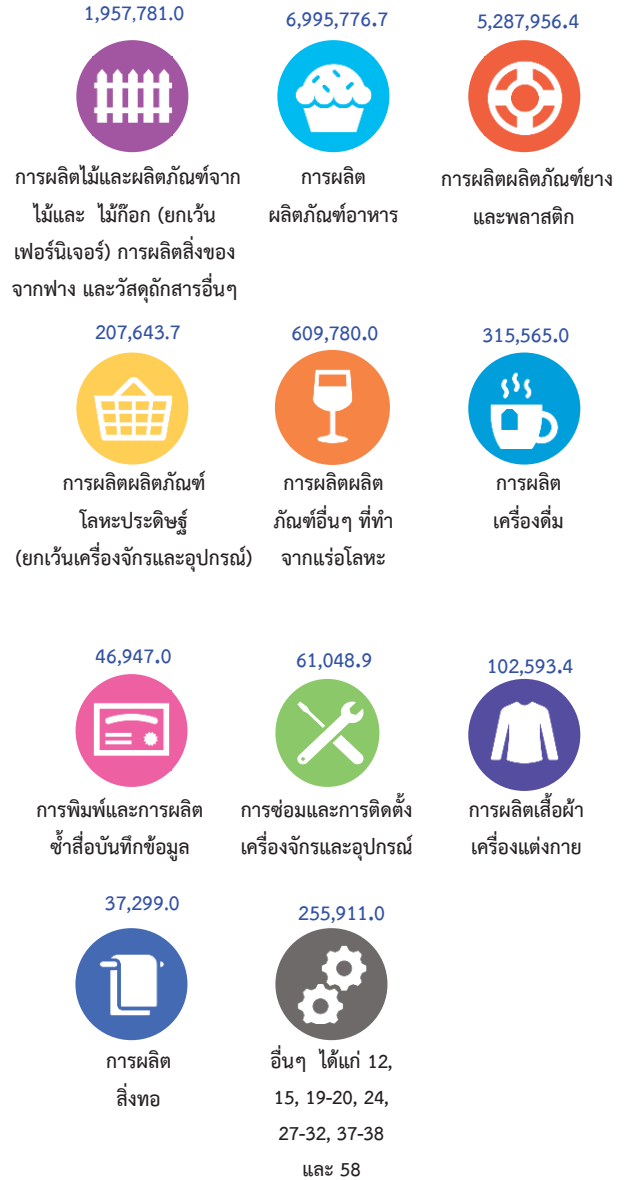 1,957,781.0
การผลิตไม้และผลิตภัณฑ์จาก
ไม้และ ไม้ก๊อก (ยกเว้น
เฟอร์นิเจอร์) การผลิตสิ่งของ
จากฟาง และวัสดุถักสารอื่นๆ
6,995,776.7
การผลิต
ผลิตภัณฑ์อาหาร
5,287,956.4
การผลิตผลิตภัณฑ์ยาง
และพลาสติก
207,643.7
การผลิตผลิตภัณฑ์
โลหะประดิษฐ์
(ยกเว้นเครื่องจักรและอุปกรณ์)
609,780.0
การผลิตผลิต
ภัณฑ์อื่นๆ ที่ทำ
จากแร่อโลหะ
315,565.0
การผลิต
เครื่องดื่ม
46,947.0
การพิมพ์และการผลิต
ซ้ำสื่อบันทึกข้อมูล
61,048.9
การซ่อมและการติดตั้ง
เครื่องจักรและอุปกรณ์
102,593.4
การผลิตเสื้อผ้า
เครื่องแต่งกาย
37,299.0
การผลิต
สิ่งทอ
255,911.0
อื่นๆ ได้แก่ 12,
15, 19-20, 24,
27-32, 37-38
และ 58